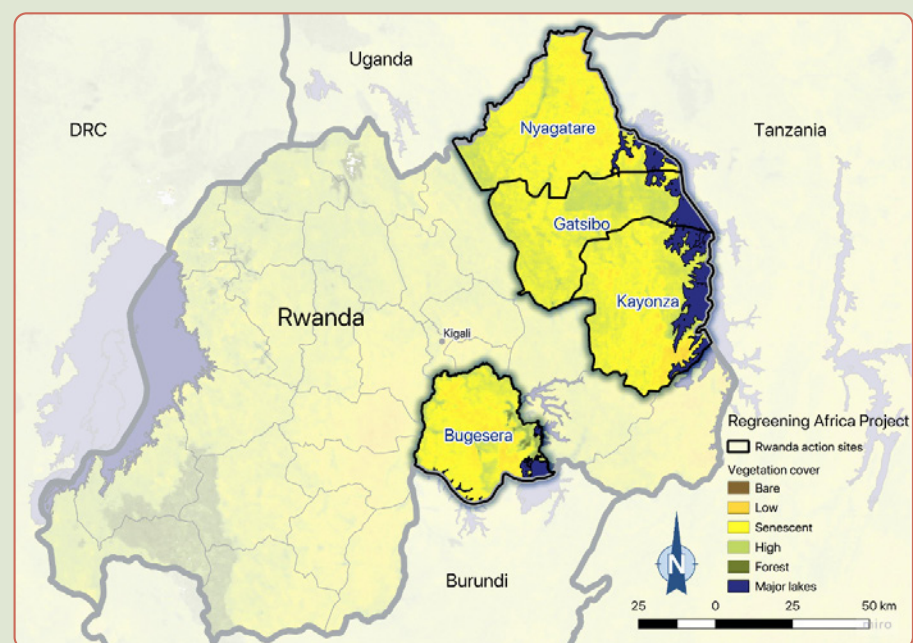 Uganda
DRC
Tanzania
Nyagatare
Gatsibo
Kayonza
Rwanda
Kigali
Bugesera
Burundi
Regreening Africa Project
Rwanda action sites
Vegetation cover
Bare
Low
Senescent
High
Forest
Major lakes
N
25 0 25 50 km
miro